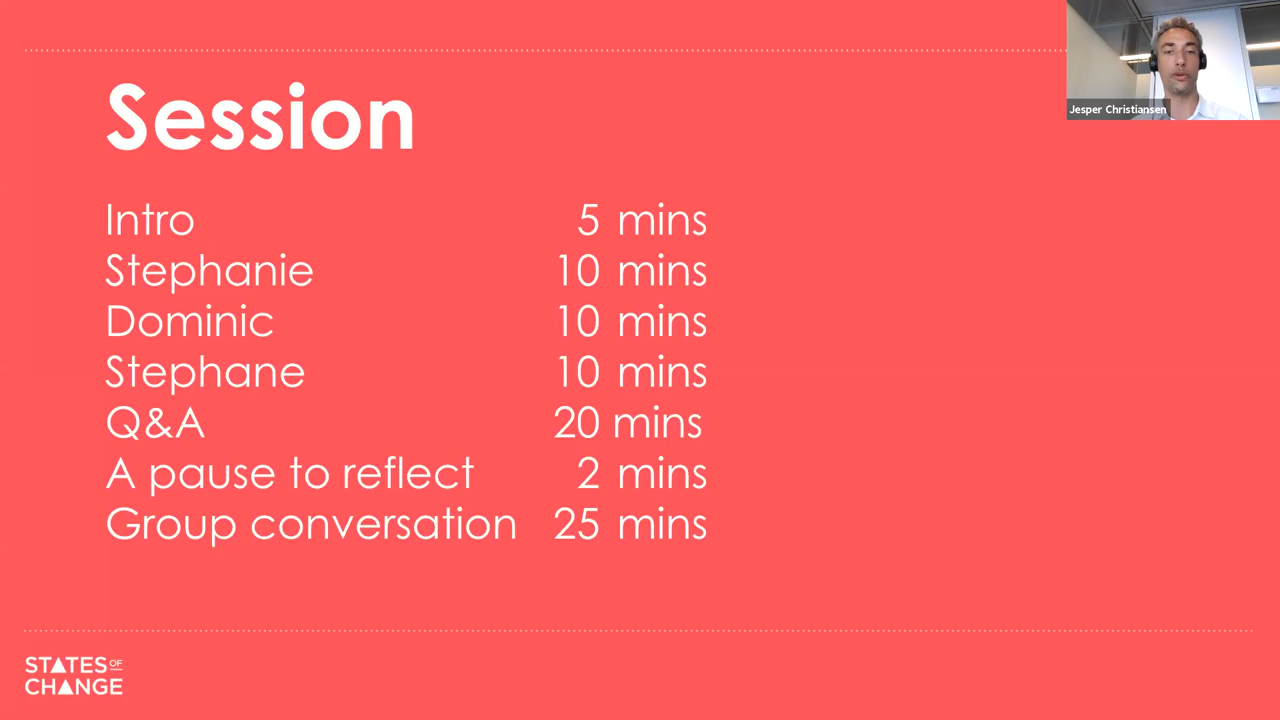 Session
Jesper Christiansen
Intro 5 mins
Stephanie 10 mins
Dominic 10 mins
Stephane 10 mins
Q&A 20 mins
A pause to reflect 2 mins
Group conversation 25 mins
STATES OF
CHANGE